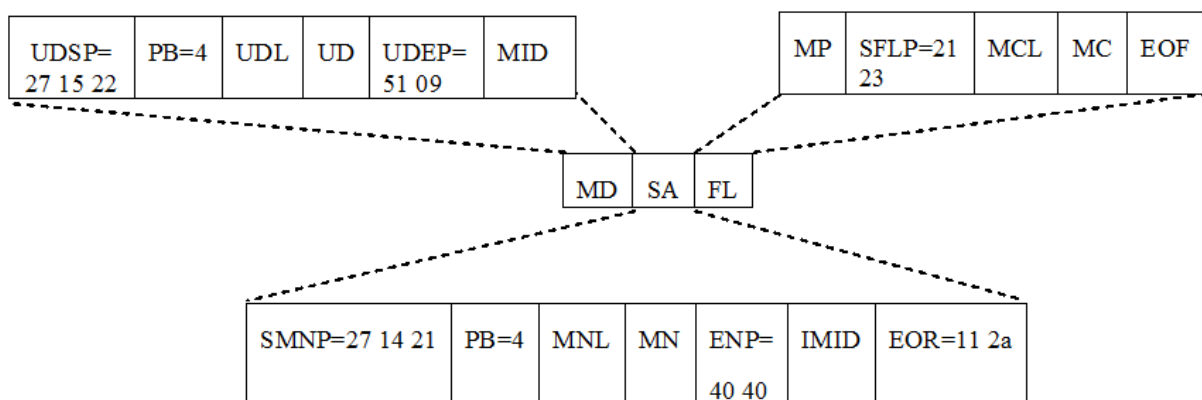 UDSP=
27 15 22
PB=4
UDL
UD
UDEP=
51 09
MID
MP
SFLP=21
23
MCL
MC
EOF
MD
SA
FL
SMNP=27 14 21
PB=4
MNL
MN
ENP=
40 40
IMID
EOR=11 2a